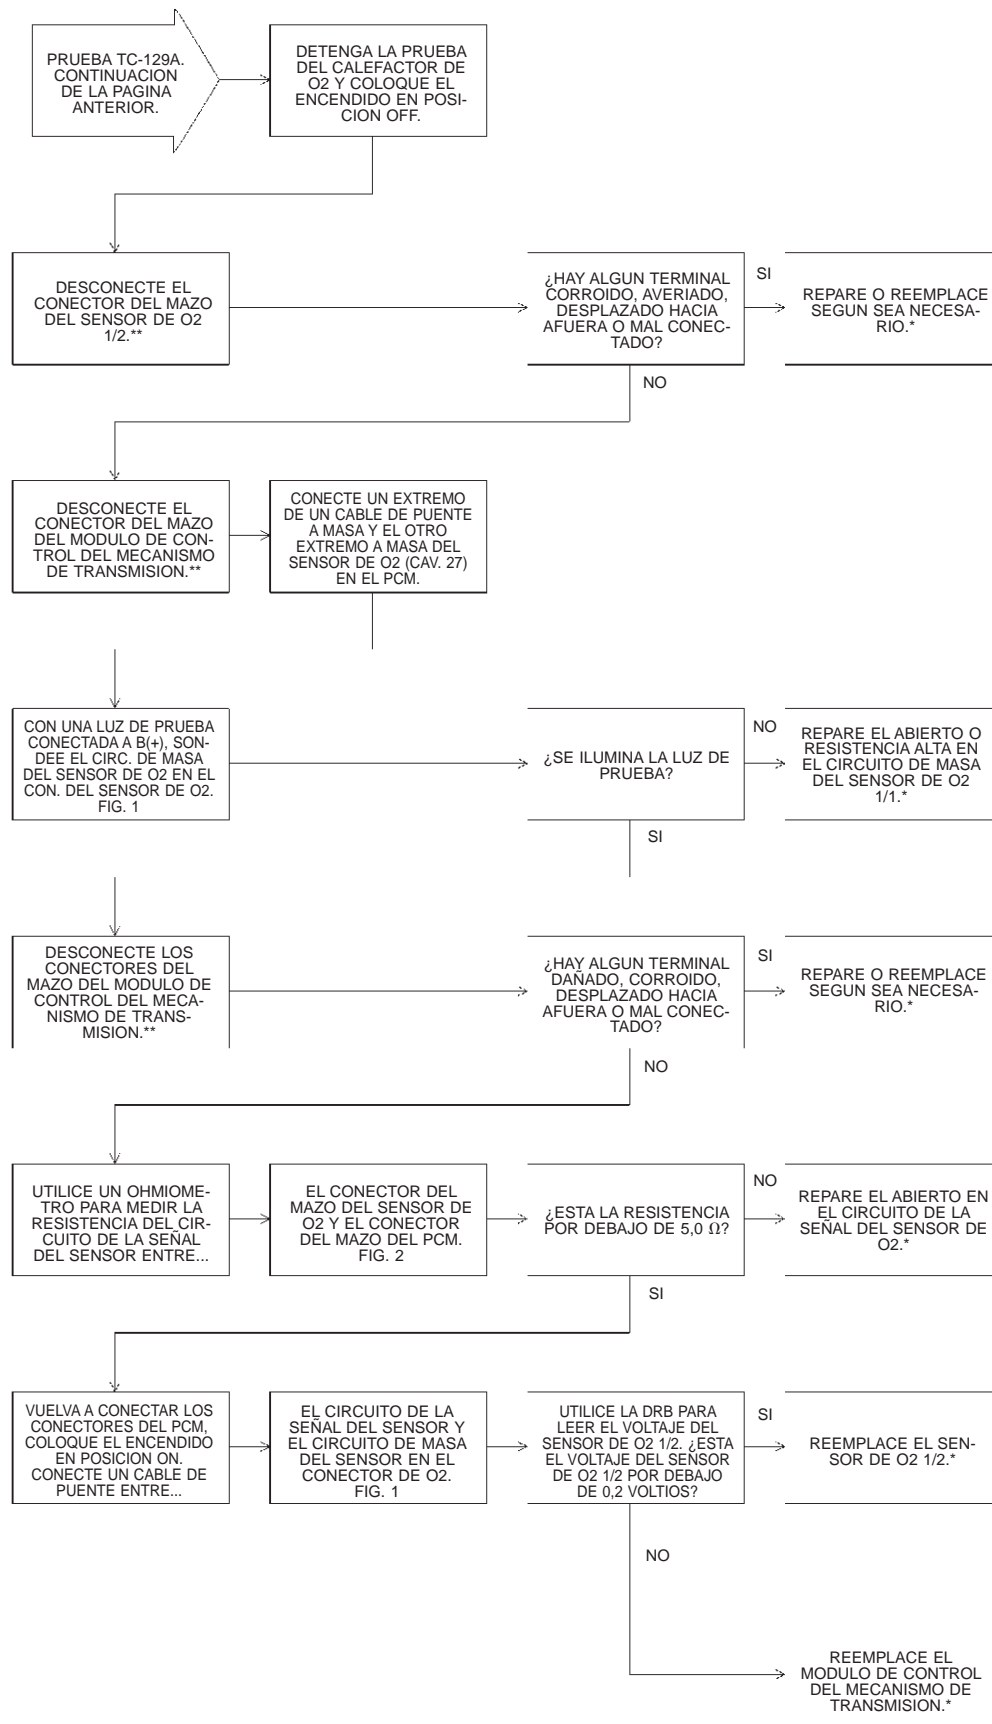 PRUEBA TC-129A.
CONTINUACION
DE LA PAGINA
ANTERIOR.
DETENGA LA PRUEBA
DEL CALEFACTOR DE
O2 Y COLOQUE EL
ENCENDIDO EN POSI-
CION OFF.
DESCONECTE EL
CONECTOR DEL MAZO
DEL SENSOR DE O2
1/2.**
¿HAY ALGUN TERMINAL
CORROIDO, AVERIADO,
DESPLAZADO HACIA
AFUERA O MAL CONEC-
TADO?
SI
REPARE O REEMPLACE
SEGUN SEA NECESA-
RIO.*
NO
DESCONECTE EL
CONECTOR DEL MAZO
DEL MODULO DE CON-
TROL DEL MECANISMO
DE TRANSMISION.**
CONECTE UN EXTREMO
DE UN CABLE DE PUENTE
A MASA Y EL OTRO
EXTREMO A MASA DEL
SENSOR DE O2 (CAV. 27)
EN EL PCM.
CON UNA LUZ DE PRUEBA
CONECTADA A B(+), SON-
DEE EL CIRC. DE MASA
DEL SENSOR DE O2 EN EL
CON. DEL SENSOR DE O2.
FIG. 1
¿SE ILUMINA LA LUZ DE
PRUEBA?
NO
REPARE EL ABIERTO O
RESISTENCIA ALTA EN
EL CIRCUITO DE MASA
DEL SENSOR DE O2
1/1.*
SI
DESCONECTE LOS
CONECTORES DEL
MAZO DEL MODULO DE
CONTROL DEL MECA-
NISMO DE TRANS-
MISION.**
¿HAY ALGUN TERMINAL
DAÑADO, CORROIDO,
DESPLAZADO HACIA
AFUERA O MAL CONEC-
TADO?
SI
REPARE O REEMPLACE
SEGUN SEA NECESA-
RIO.*
NO
UTILICE UN OHMIOME-
TRO PARA MEDIR LA
RESISTENCIA DEL CIR-
CUITO DE LA SEÑAL
DEL SENSOR ENTRE...
EL CONECTOR DEL
MAZO DEL SENSOR DE
O2 Y EL CONECTOR
DEL MAZO DEL PCM.
FIG. 2
¿ESTA LA RESISTENCIA
POR DEBAJO DE 5,0 Ω?
NO
REPARE EL ABIERTO EN
EL CIRCUITO DE LA
SEÑAL DEL SENSOR DE
O2.*
SI
VUELVA A CONECTAR LOS
CONECTORES DEL PCM,
COLOQUE EL ENCENDIDO
EN POSICION ON.
CONECTE UN CABLE DE
PUENTE ENTRE...
EL CIRCUITO DE LA
SEÑAL DEL SENSOR Y
EL CIRCUITO DE MASA
DEL SENSOR EN EL
CONECTOR DE O2.
FIG. 1
UTILICE LA DRB PARA
LEER EL VOLTAJE DEL
SENSOR DE O2 1/2. ¿ESTA
EL VOLTAJE DEL SENSOR
DE O2 1/2 POR DEBAJO
DE 0,2 VOLTIOS?
SI
REEMPLACE EL SEN-
SOR DE O2 1/2.*
NO
REEMPLACE EL
MODULO DE CONTROL
DEL MECANISMO DE
TRANSMISION.*